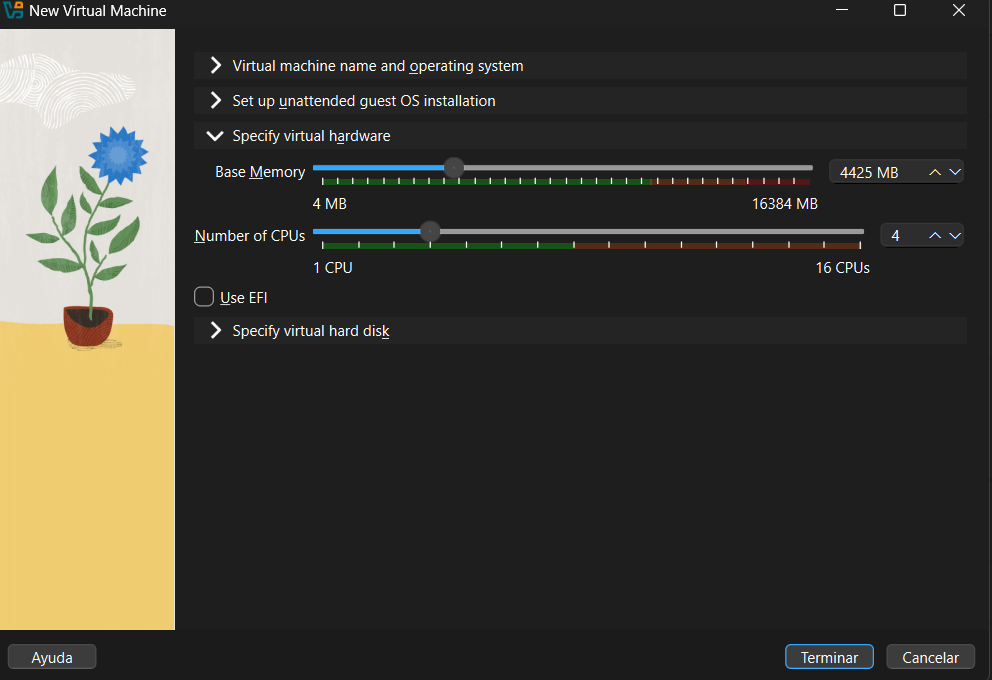 New Virtual Machine
Virtual machine name and operating system
Set up unattended guest OS installation
Specify virtual hardware
Base Memory 4425 MB
4 MB 16384 MB
Number of CPUs 4
1 CPU 16 CPUs
Use EFI
Specify virtual hard disk
Ayuda Terminar Cancelar